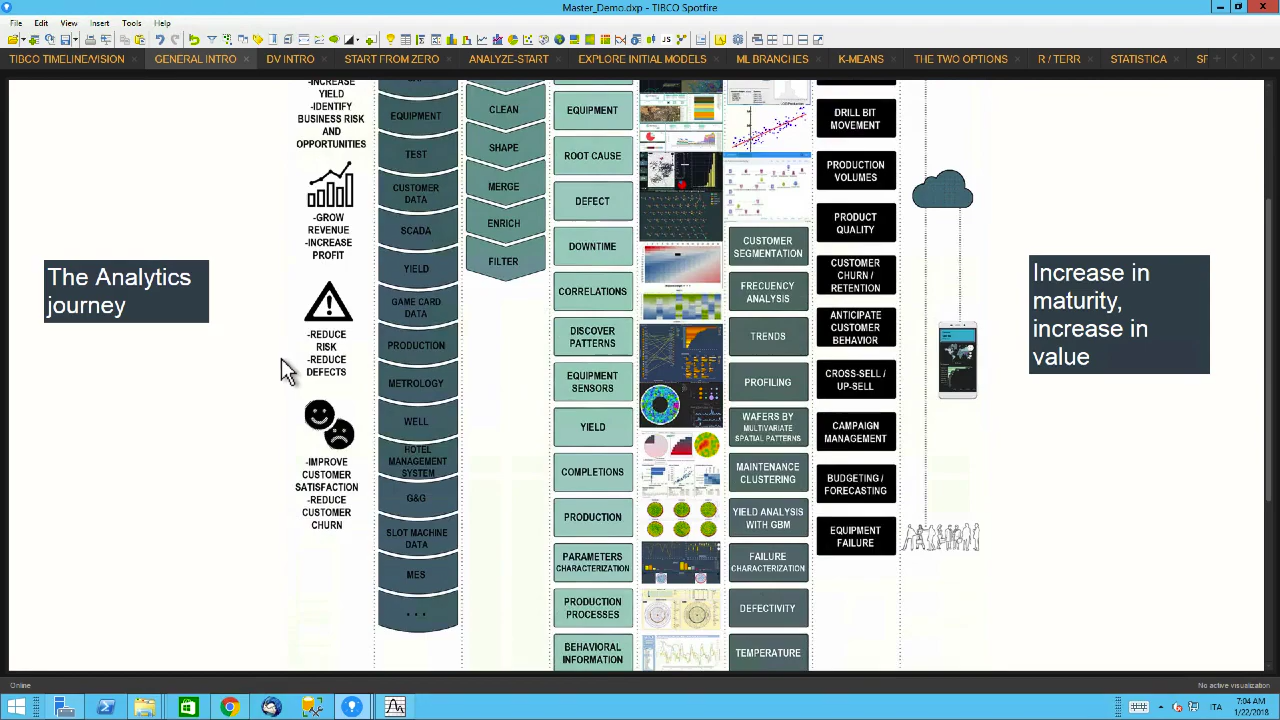 Master_Demo.dxp - TIBCO Spotfire
File Edit View Insert Tools Help
TIBCO TIMELINE/VISION
GENERAL INTRO
DV INTRO
START FROM ZERO
ANALYZE-START
EXPLORE INITIAL MODELS
ML BRANCHES
K-MEANS
THE TWO OPTIONS
R / TERR
STATISTICA
SF
The Analytics
journey
-INCREASE
YIELD
-IDENTIFY
BUSINESS RISK
AND
OPPORTUNITIES
-GROW
REVENUE
-INCREASE
PROFIT
-REDUCE
RISK
-REDUCE
DEFECTS
-IMPROVE
CUSTOMER
SATISFACTION
-REDUCE
CUSTOMER
CHURN
EQUIPMENT
TEST
CUSTOMER
DATA
SCADA
YIELD
GAME CARD
DATA
PRODUCTION
METROLOGY
WELL
HOTEL
MANAGEMENT
SYSTEM
G&G
SLOT MACHINE
DATA
MES
. . .
CLEAN
SHAPE
MERGE
ENRICH
FILTER
EQUIPMENT
ROOT CAUSE
DEFECT
DOWNTIME
CORRELATIONS
DISCOVER
PATTERNS
EQUIPMENT
SENSORS
YIELD
COMPLETIONS
PRODUCTION
PARAMETERS
CHARACTERIZATION
PRODUCTION
PROCESSES
BEHAVIORAL
INFORMATION
CUSTOMER
SEGMENTATION
FRECUENCY
ANALYSIS
TRENDS
PROFILING
WAFERS BY
MULTIVARIATE
SPATIAL PATTERNS
MAINTENANCE
CLUSTERING
YIELD ANALYSIS
WITH GBM
FAILURE
CHARACTERIZATION
DEFECTIVITY
TEMPERATURE
DRILL BIT
MOVEMENT
PRODUCTION
VOLUMES
PRODUCT
QUALITY
CUSTOMER
CHURN /
RETENTION
ANTICIPATE
CUSTOMER
BEHAVIOR
CROSS-SELL /
UP-SELL
CAMPAIGN
MANAGEMENT
BUDGETING /
FORECASTING
EQUIPMENT
FAILURE
Increase in
maturity,
increase in
value
Online
No active visualization
ITA
7:04 AM
1/22/2018